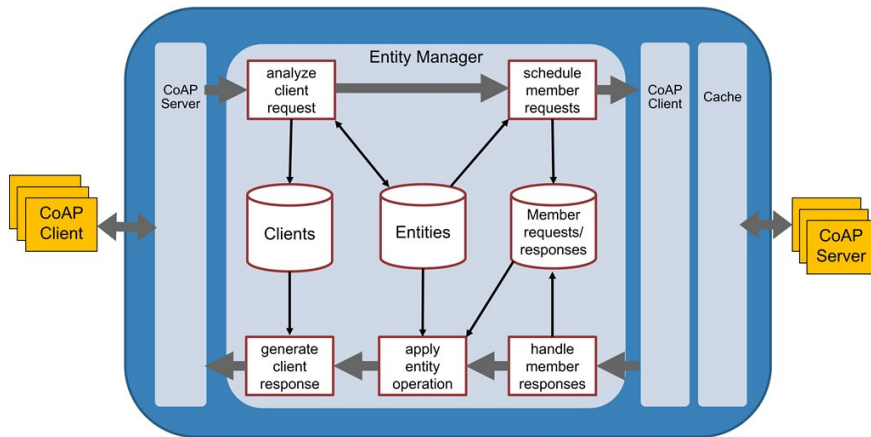 Entity Manager
CoAP
Server
analyze
client
request
schedule
member
requests
CoAP
Client
Cache
CoAP
Client
Clients
Entities
Member
requests/
responses
CoAP
Server
generate
client
response
apply
entity
operation
handle
member
responses